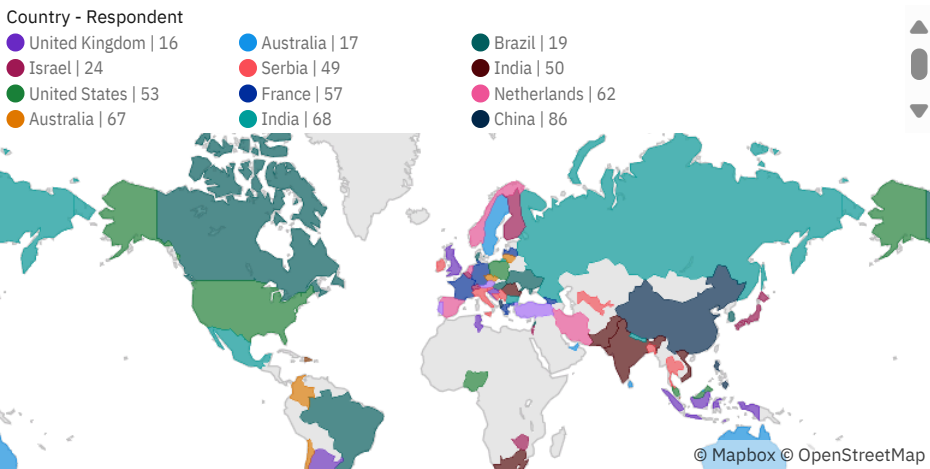 Country - Respondent
United Kingdom | 16 Australia | 17 Brazil | 19
Israel | 24 Serbia | 49 India | 50
United States | 53 France | 57 Netherlands | 62
Australia | 67 India | 68 China | 86
© Mapbox © OpenStreetMap